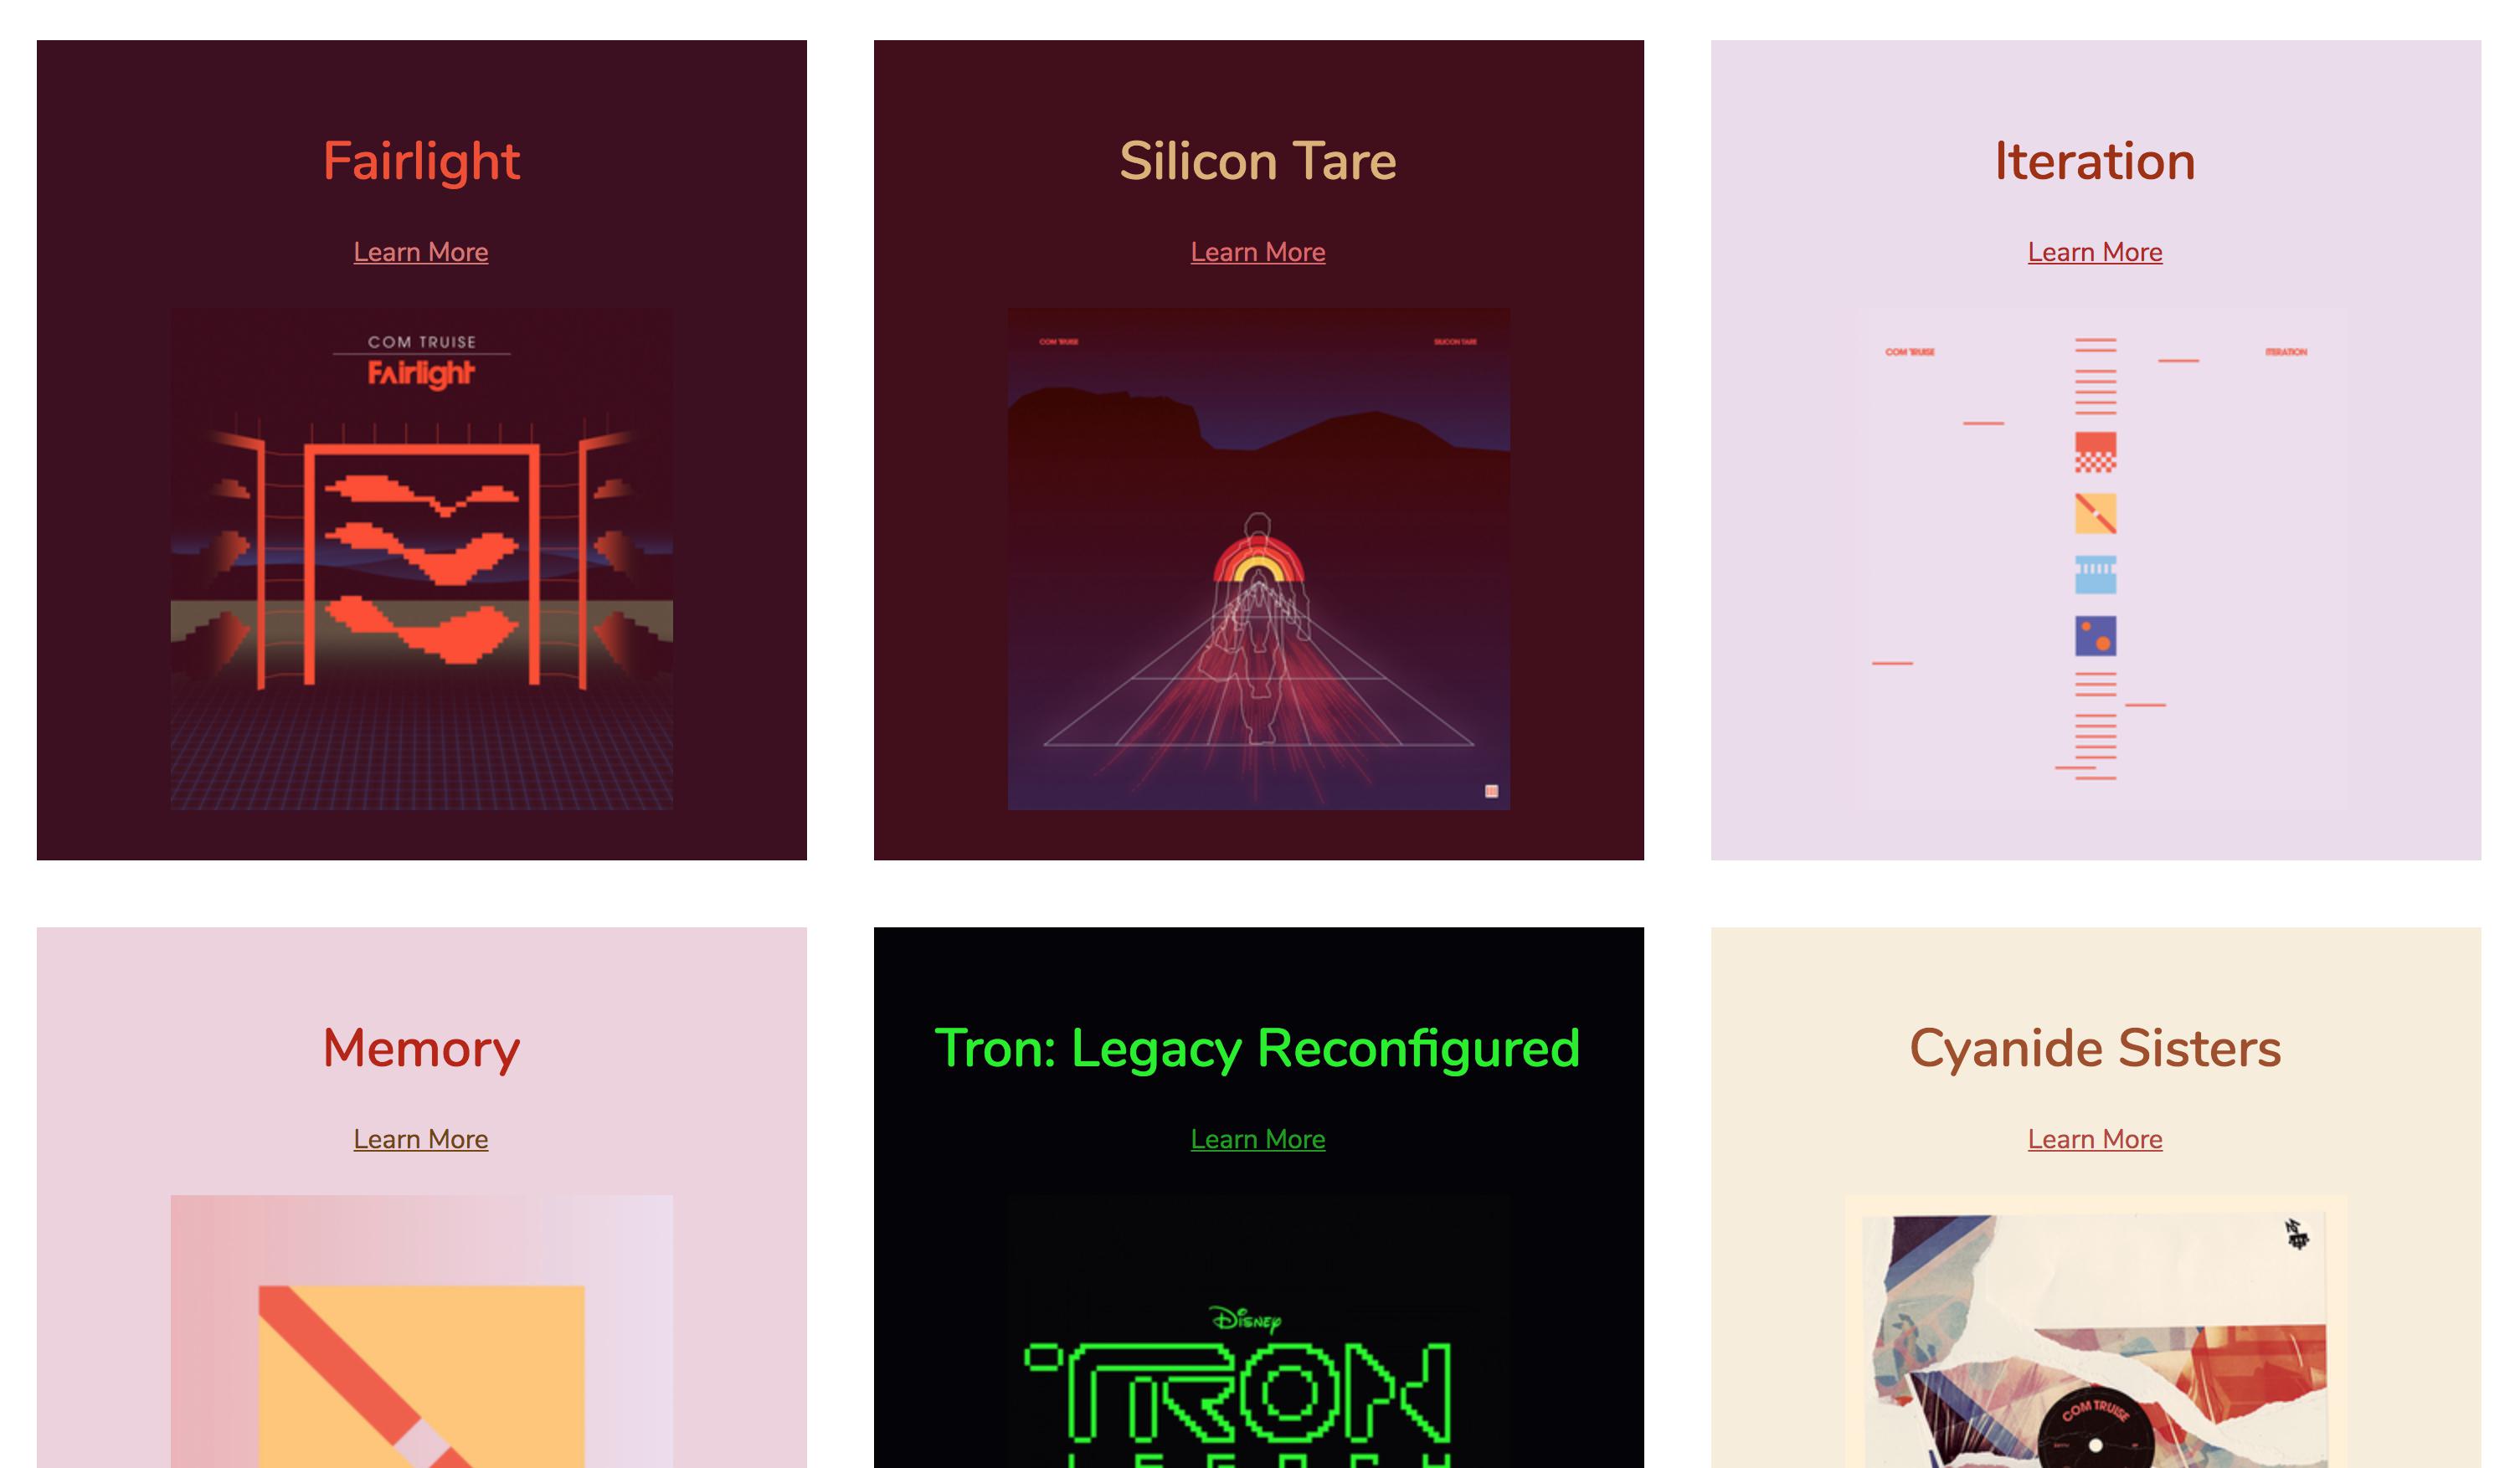 Fairlight
Learn More
COM TRUISE
FAirlight
Silicon Tare
Learn More
COM TRUISE
SILICON TARE
Iteration
Learn More
COM TRUISE
ITERATION
Memory
Learn More
Tron: Legacy Reconfigured
Learn More
Disney
TRON
Cyanide Sisters
Learn More
COM TRUISE